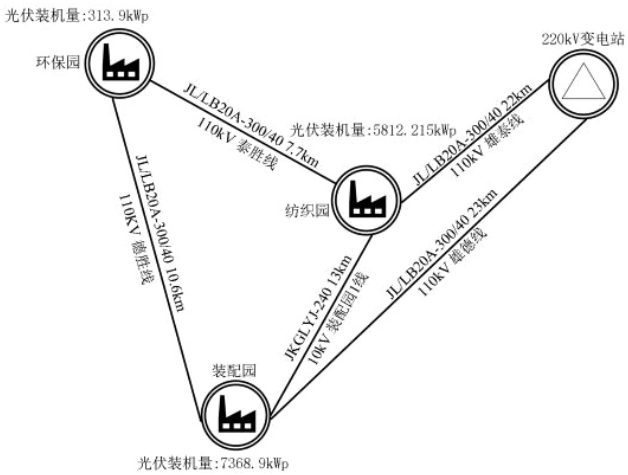 光伏装机量:313.9kWp
环保园
220kV变电站
JL/LB20A-300/40 7.7km
110kV 泰胜线
光伏装机量:5812.215kWp
JL/LB20A-300/40 22km
110kV 雄泰线
纺织园
JL/LB20A-300/40 10.6km
110KV 德胜线
JL/LB20A-300/40 23km
110kV 雄德线
JKGLYJ-240 13km
10kV 装配园1线
装配园
光伏装机量:7368.9kWp